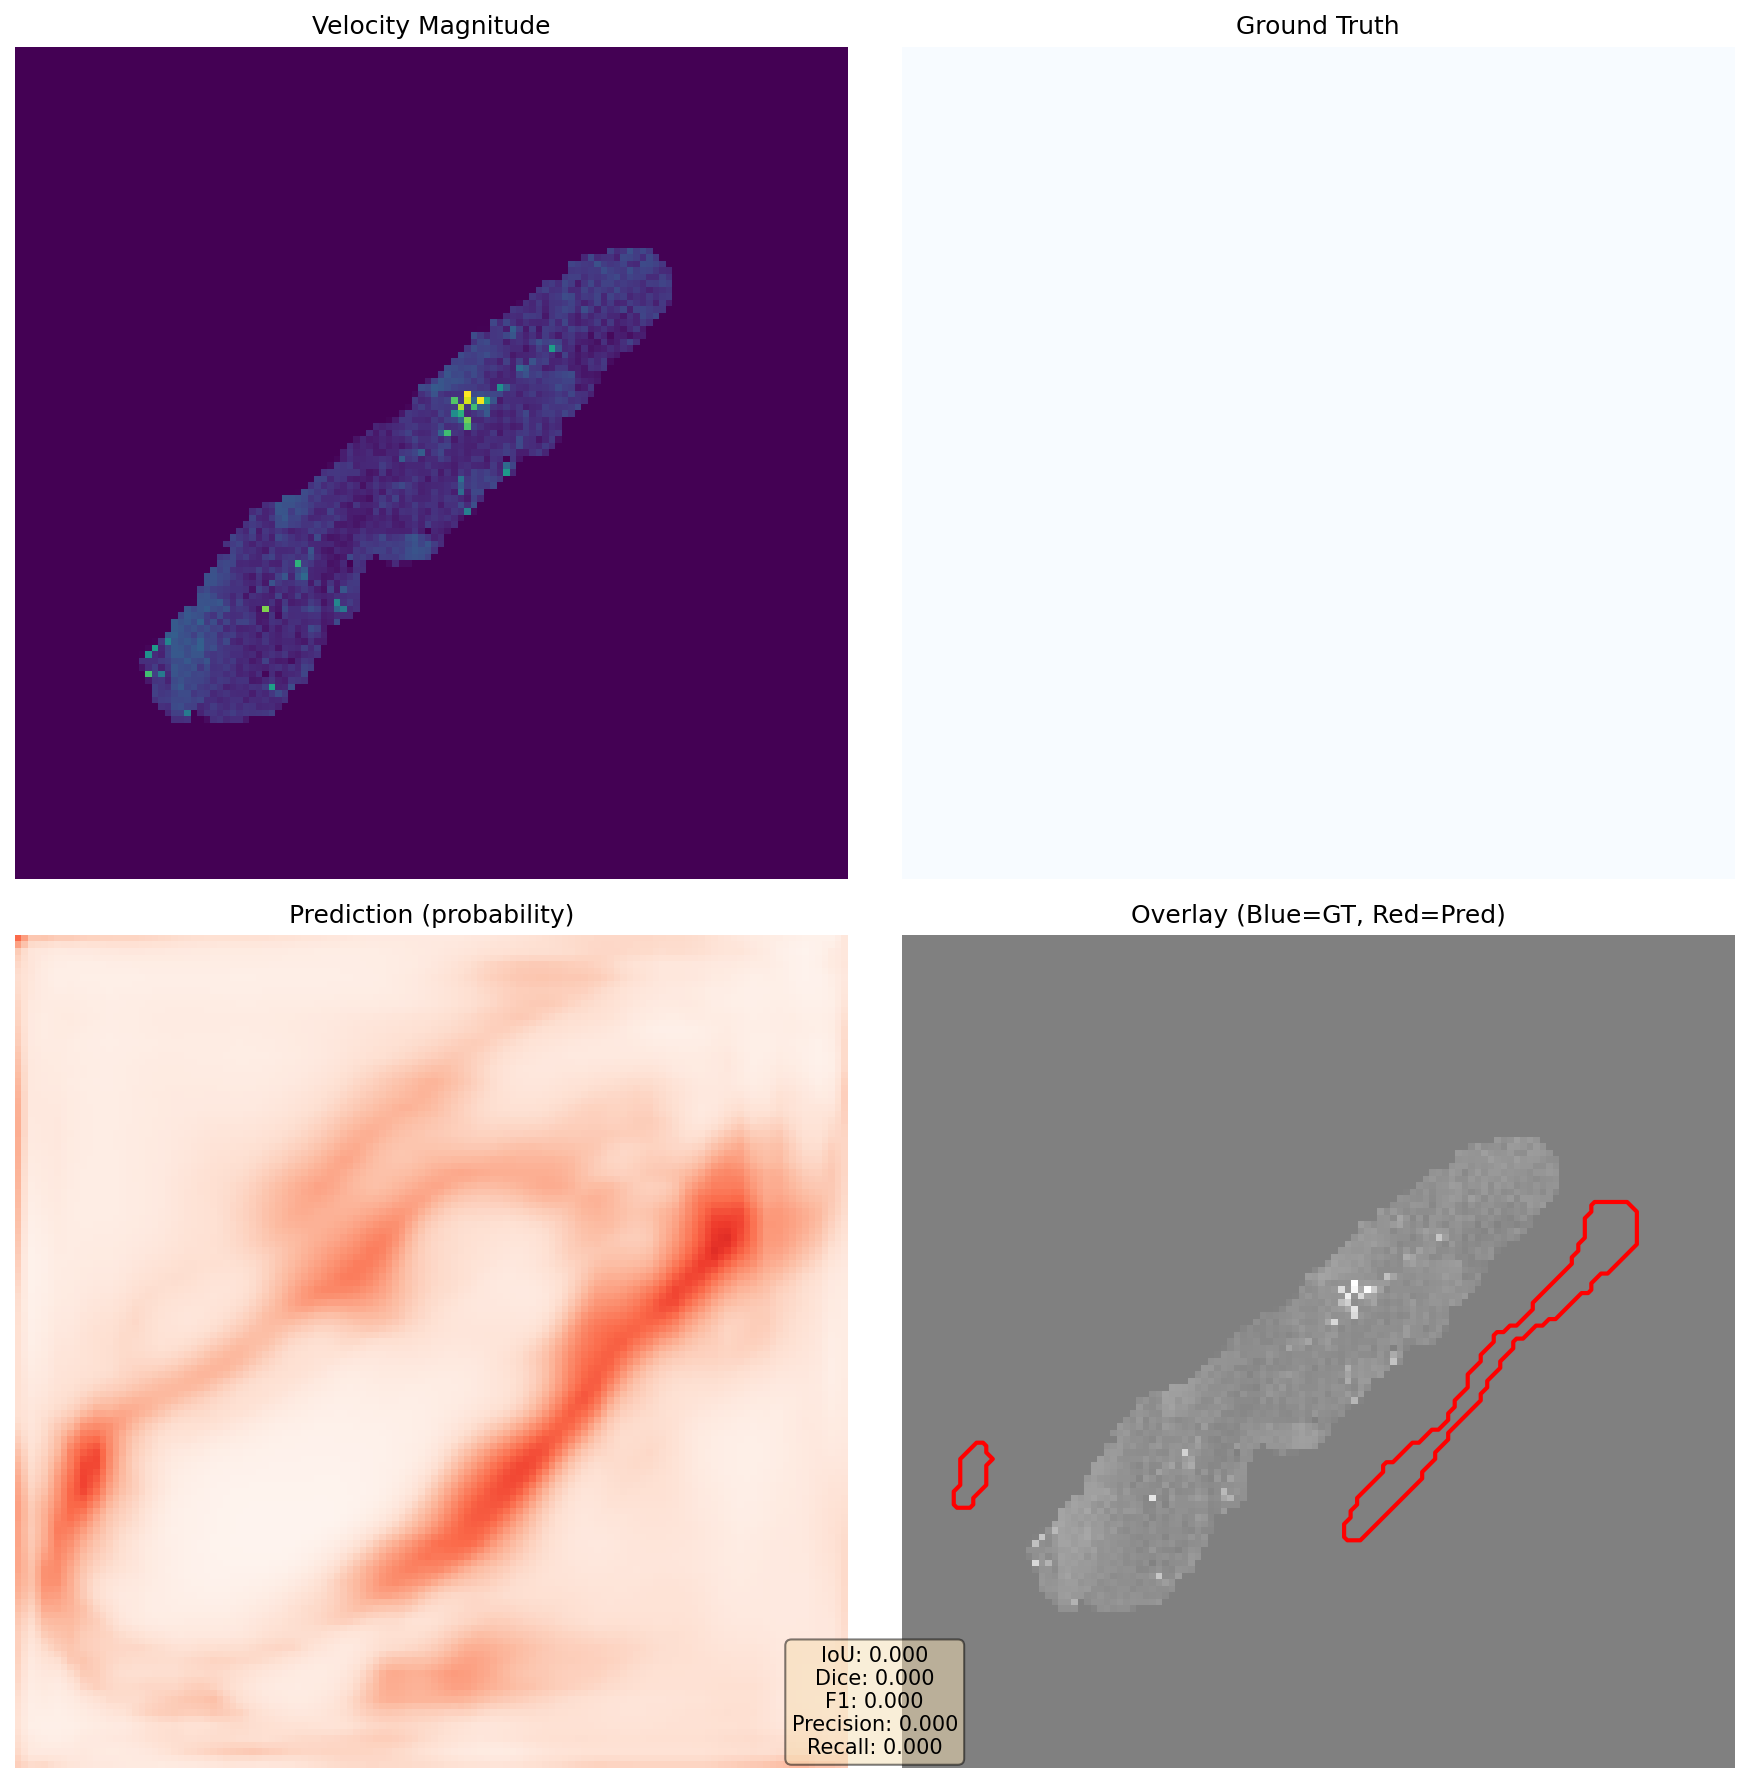 Velocity Magnitude
Ground Truth
Prediction (probability)
Overlay (Blue=GT, Red=Pred)
IoU: 0.000
Dice: 0.000
F1: 0.000
Precision: 0.000
Recall: 0.000